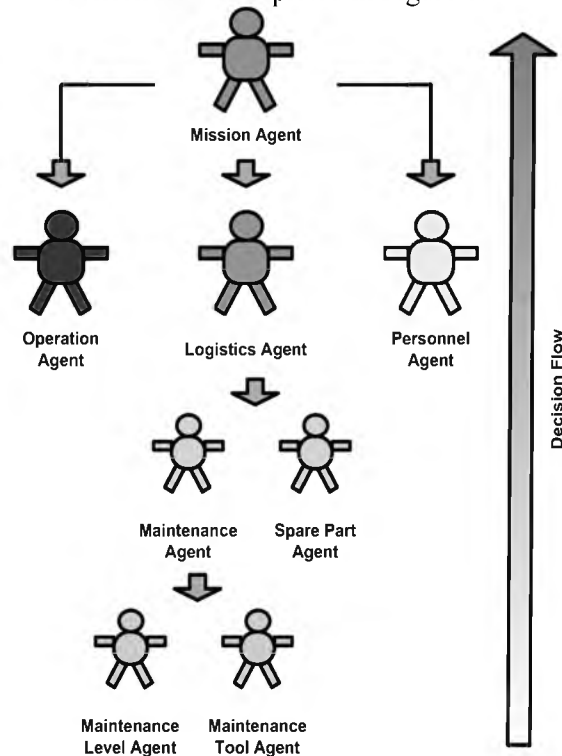 Mission Agent
Operation
Agent
Logistics Agent
Personnel
Agent
Decision Flow
Maintenance
Agent
Spare Part
Agent
Maintenance
Level Agent
Maintenance
Tool Agent